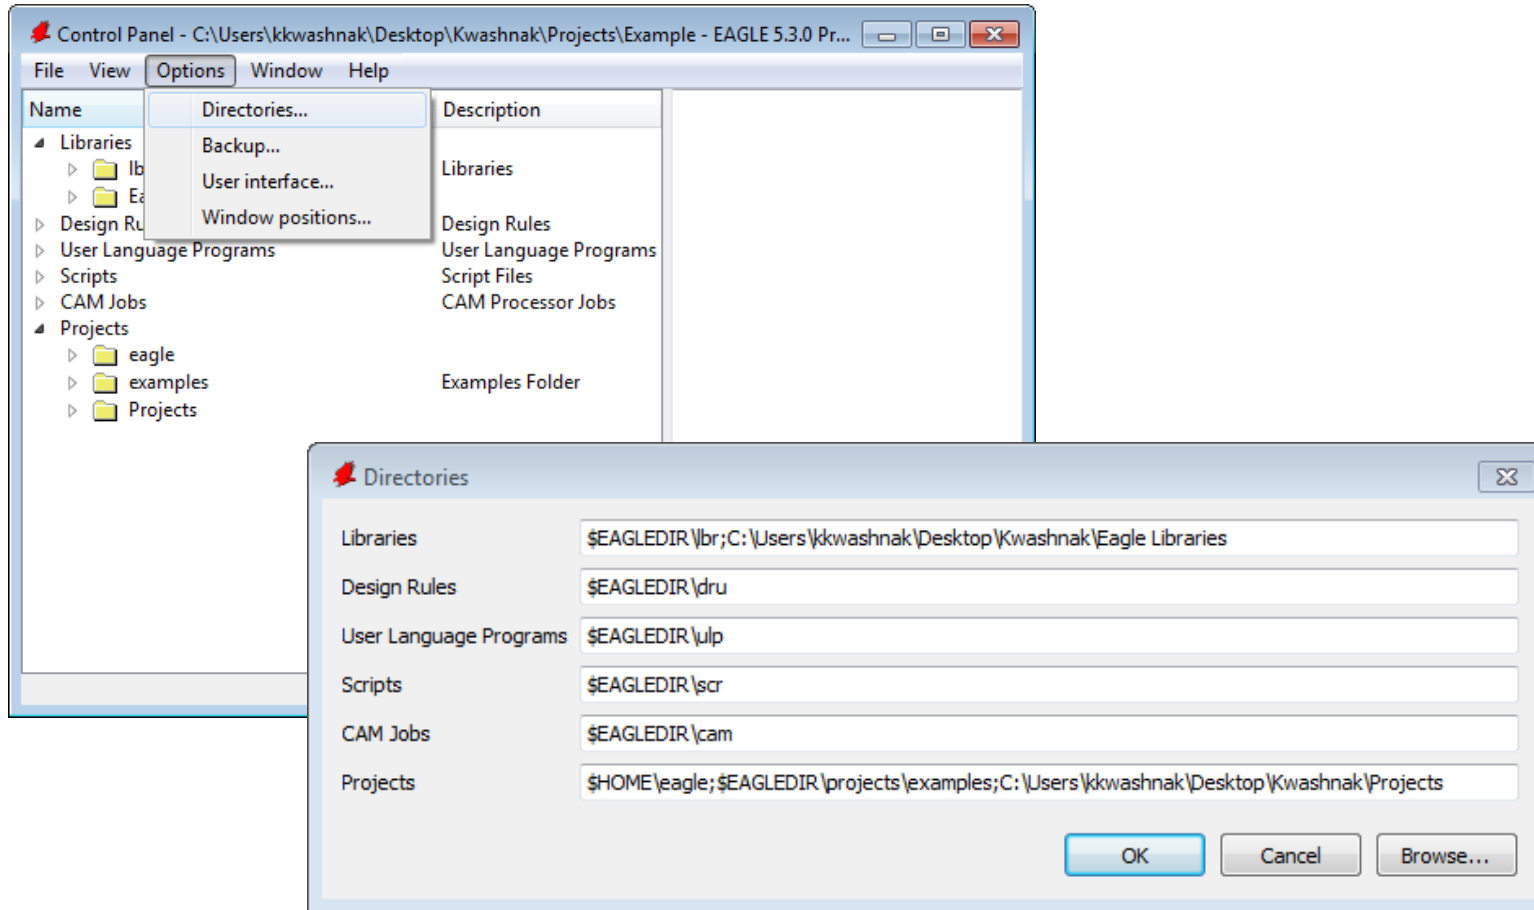 Control Panel - C:\Users\kkwashnak\Desktop\Kwashnak\Projects\Example - EAGLE 5.3.0 Pr...
File View Options Window Help
Name Directories... Description
Libraries Backup...
lb Libraries
User interface...
Ea
Window positions...
Design Ru Design Rules
User Language Programs User Language Programs
Scripts Script Files
CAM Jobs CAM Processor Jobs
Projects
eagle
examples Examples Folder
Projects
Directories
Libraries $EAGLEDIR\lbr;C:\Users\kkwashnak\Desktop\Kwashnak\Eagle Libraries
Design Rules $EAGLEDIR\dru
User Language Programs $EAGLEDIR\ulp
Scripts $EAGLEDIR\scr
CAM Jobs $EAGLEDIR\cam
Projects $HOME\eagle;$EAGLEDIR\projects\examples;C:\Users\kkwashnak\Desktop\Kwashnak\Projects
OK Cancel Browse...